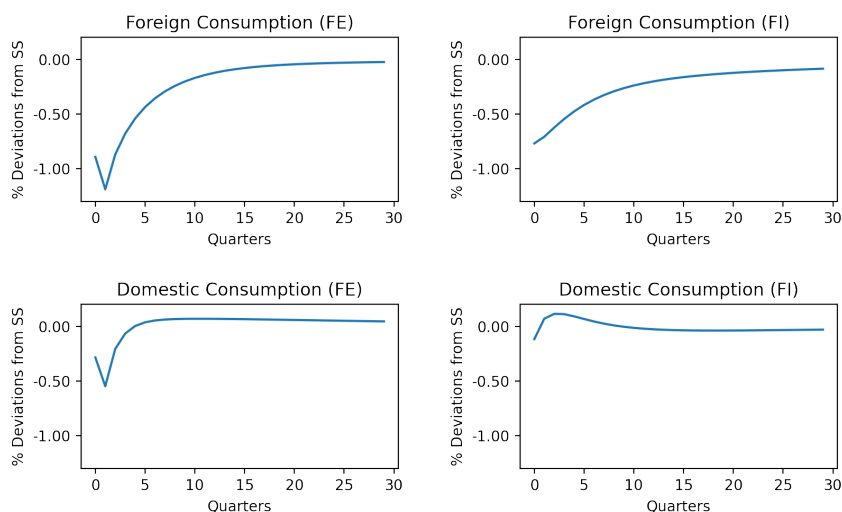 Foreign Consumption (FE)
% Deviations from SS
0.00
-0.50
-1.00
0 5 10 15 20 25 30
Quarters
Foreign Consumption (FI)
% Deviations from SS
0.00
-0.50
-1.00
0 5 10 15 20 25 30
Quarters
Domestic Consumption (FE)
% Deviations from SS
0.00
-0.50
-1.00
0 5 10 15 20 25 30
Quarters
Domestic Consumption (FI)
% Deviations from SS
0.00
-0.50
-1.00
0 5 10 15 20 25 30
Quarters